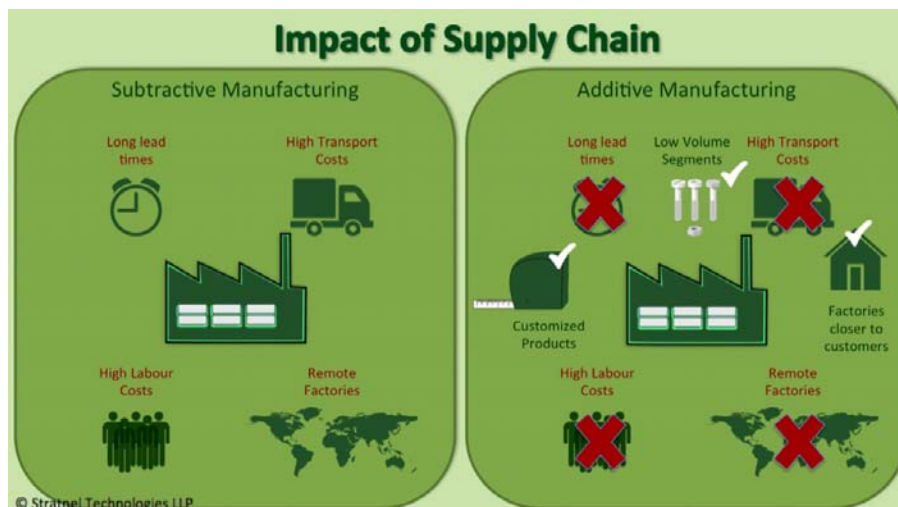 Impact of Supply Chain
Subtractive Manufacturing
Long lead
times
High Transport
Costs
High Labour
Costs
Remote
Factories
Additive Manufacturing
Long lead
times
Low Volume
Segments
High Transport
Costs
Customized
Products
Factories
closer to
customers
High Labour
Costs
Remote
Factories
© Stratnel Technologies LLP